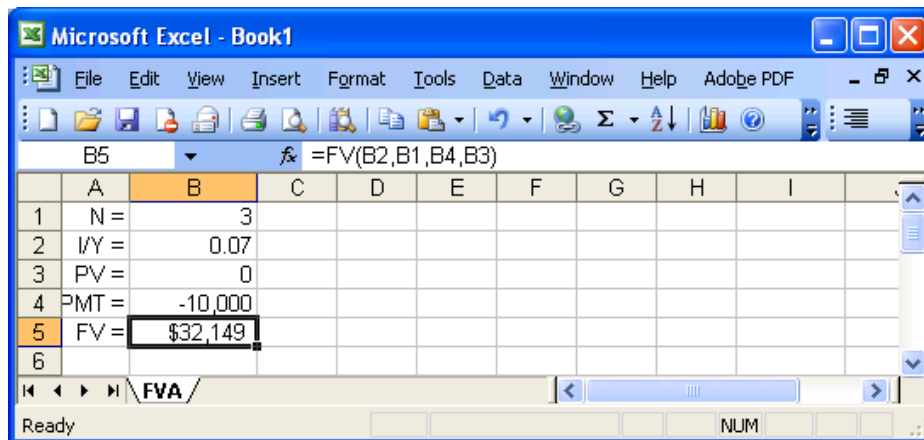 Microsoft Excel - Book1
File Edit View Insert Format Tools Data Window Help Adobe PDF
B5 fx =FV(B2,B1,B4,B3)
A B C D E F G H I
1 N = 3
2 I/Y = 0.07
3 PV = 0
4 PMT = -10,000
5 FV = $32,149
6
FVA
Ready NUM